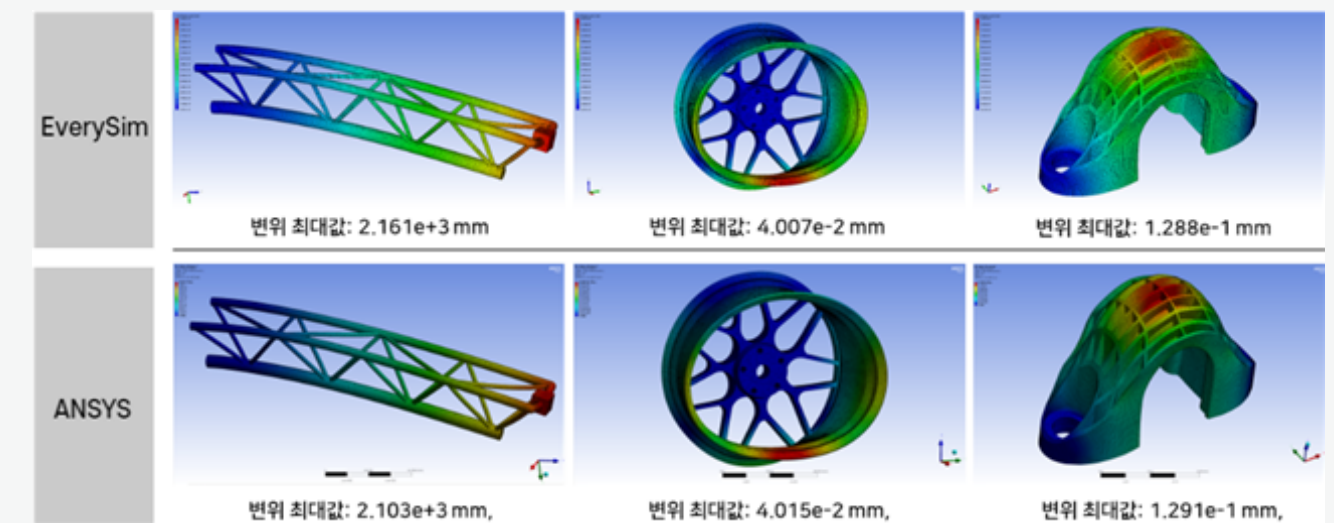 EverySim
변위 최대값: 2.161e+3 mm
변위 최대값: 4.007e-2 mm
변위 최대값: 1.288e-1 mm
ANSYS
변위 최대값: 2.103e+3 mm,
변위 최대값: 4.015e-2 mm,
변위 최대값: 1.291e-1 mm,